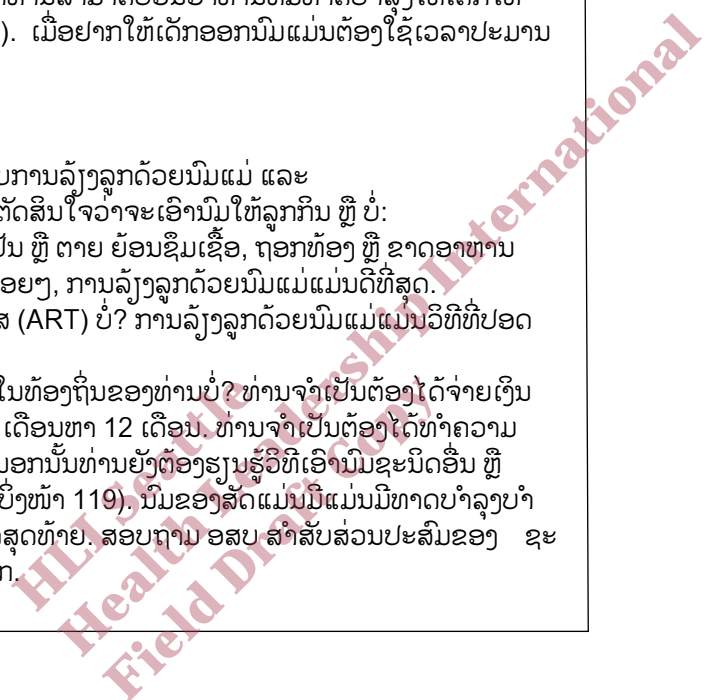 ). ເມື່ອຢາກໃຫ້ເດັກອອກນົມແມ່ນຕ້ອງໃຊ້ເວລາປະມານ
ການລ້ຽງລູກດ້ວຍນົມແມ່ ແລະ
ຕັດສິນໃຈວ່າຈະເອົານົມໃຫ້ລູກກິນ ຫຼື ບໍ່:
ປັນ ຫຼື ຕາຍ ຍ້ອນຊຶມເຊື້ອ, ຖອກທ້ອງ ຫຼື ຂາດອາຫານ
ອຍໆ, ການລ້ຽງລູກດ້ວຍນົມແມ່ແມ່ນດີທີ່ສຸດ.
ສ (ART) ບໍ່? ການລ້ຽງລູກດ້ວຍນົມແມ່ແມ່ນວິທີທີ່ປອດ
ໃນທ້ອງຖິ່ນຂອງທ່ານບໍ່? ທ່ານຈຳເປັນຕ້ອງໄດ້ຈ່າຍເງິນ
ເດືອນຫາ 12 ເດືອນ. ທ່ານຈຳເປັນຕ້ອງໄດ້ທຳຄວາມ
ນອກນັ້ນທ່ານຍັງຕ້ອງຮຽນຮູ້ວິທີເອົານົມຊະນິດອື່ນ ຫຼື
ບິ່ງໜ້າ 119). ນົມຂອງສັດແມ່ນມີແມ່ນມີທາດບຳລຸງບຳ
ສຸດທ້າຍ. ສອບຖາມ ອສບ ສຳສັບສ່ວນປະສົມຂອງ ຊະ
ກ.
HLI Seattle
Health Leadership International
Field Draft Copy